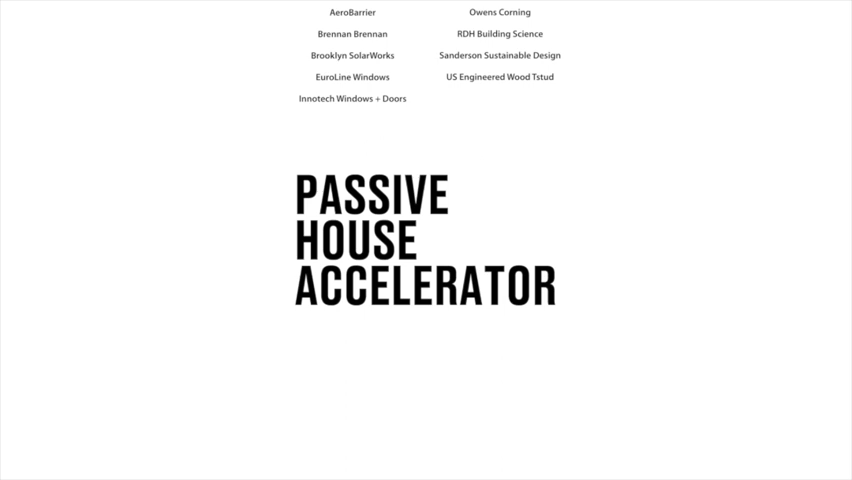 AeroBarrier
Brennan Brennan
Brooklyn SolarWorks
EuroLine Windows
Innotech Windows + Doors
Owens Corning
RDH Building Science
Sanderson Sustainable Design
US Engineered Wood Tstud
PASSIVE
HOUSE
ACCELERATOR